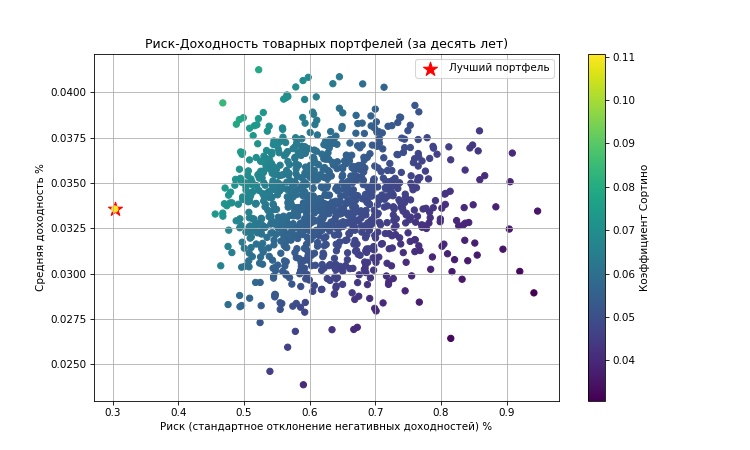 Риск-Доходность товарных портфелей (за десять лет)
Лучший портфель
0.0400
0.0375
0.0350
0.0325
0.0300
0.0275
0.0250
Средняя доходность %
0.3 0.4 0.5 0.6 0.7 0.8 0.9
Риск (стандартное отклонение негативных доходностей) %
0.11
0.10
0.09
0.08
0.07
0.06
0.05
0.04
Коэффициент Сортино